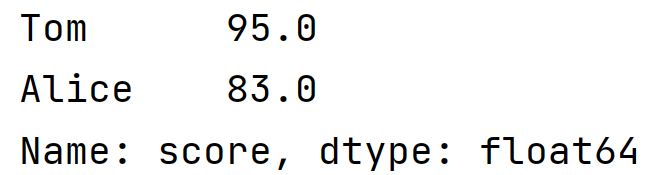 Tom      95.0
Alice    83.0
Name: score, dtype: float64